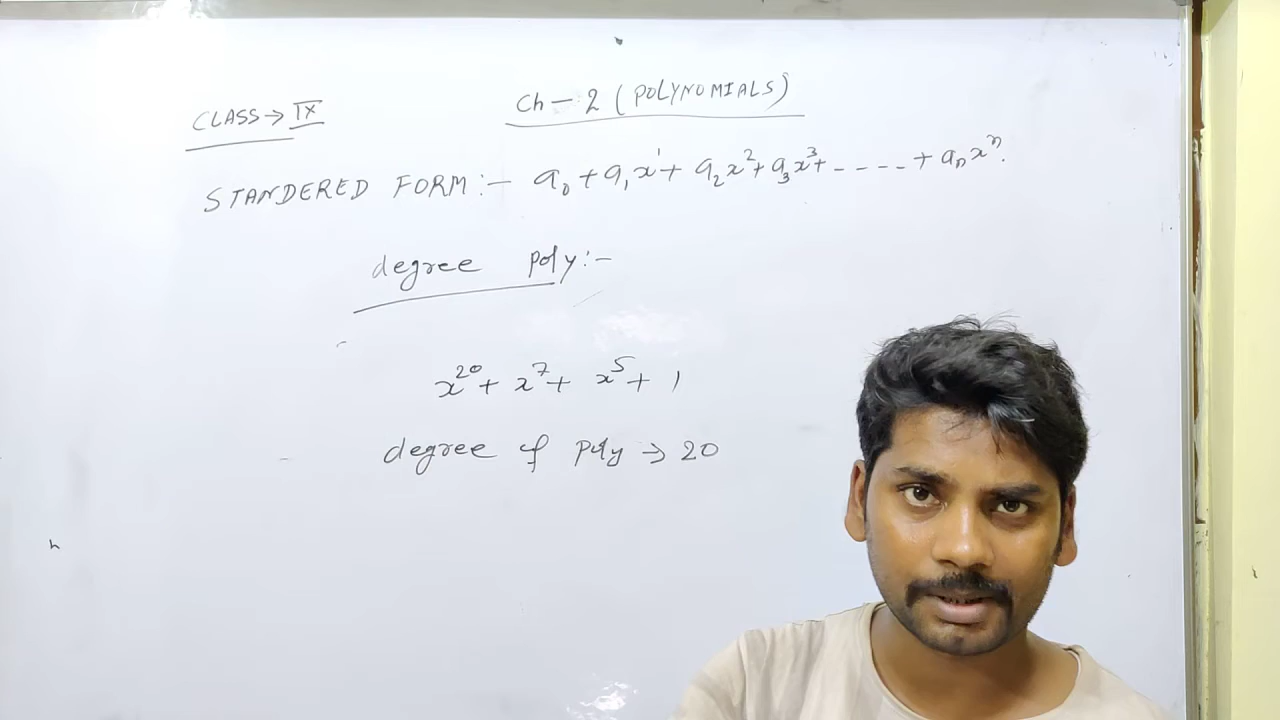 CLASS → IX
Ch - 2 (POLYNOMIALS)
STANDERED FORM :- a₀ + a₁x¹ + a₂x² + a₃x³ + - - - - + aₙxⁿ.
degree poly :-
x²⁰ + x⁷ + x⁵ + 1
degree of poly → 20